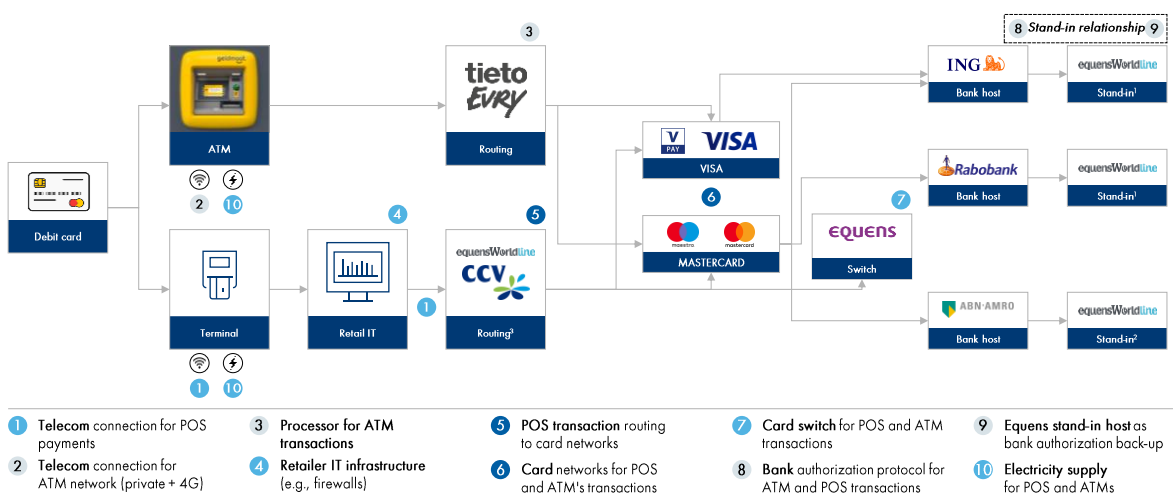 8 Stand-in relationship 9
3
geldmaat
tieto
EVRY
ING
equensWorldline
Bank host
Stand-in¹
V
PAY
VISA
ATM
Routing
VISA
Rabobank
equensWorldline
2
10
6
7
Bank host
Stand-in¹
Debit card
4
5
equensWorldline
CCV
maestro
mastercard
EQUENS
MASTERCARD
Switch
1
ABN·AMRO
equensWorldline
Terminal
Retail IT
Routing³
Bank host
Stand-in²
1
10
1 Telecom connection for POS
payments
2 Telecom connection for
ATM network (private + 4G)
3 Processor for ATM
transactions
4 Retailer IT infrastructure
(e.g., firewalls)
5 POS transaction routing
to card networks
6 Card networks for POS
and ATM's transactions
7 Card switch for POS and ATM
transactions
8 Bank authorization protocol for
ATM and POS transactions
9 Equens stand-in host as
bank authorization back-up
10 Electricity supply
for POS and ATMs